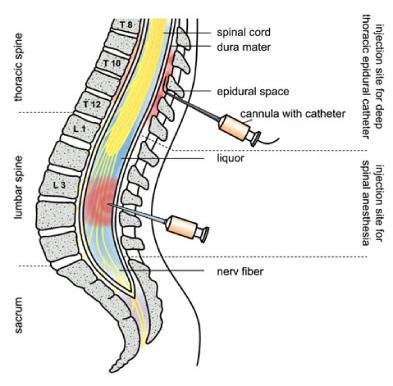 T 8
spinal cord
dura mater
T 10
epidural space
T 12
cannula with catheter
L 1
liquor
L 3
nerv fiber
thoracic spine
lumbar spine
sacrum
injection site for deep
thoracic epidural catheter
injection site for
spinal anesthesia